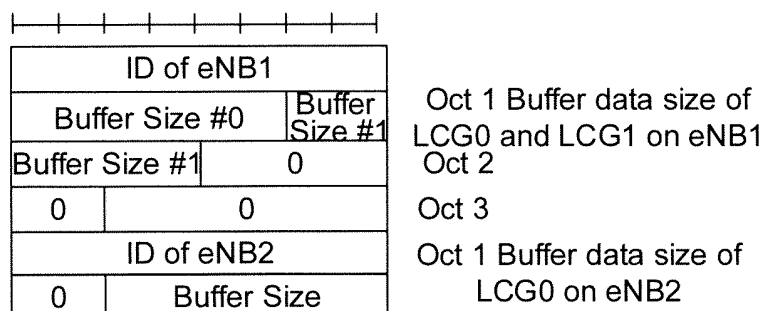 ID of eNB1
Buffer Size #0
Buffer
Size #1
Oct 1 Buffer data size of
LCG0 and LCG1 on eNB1
Buffer Size #1
0
Oct 2
0
0
Oct 3
ID of eNB2
Oct 1 Buffer data size of
LCG0 on eNB2
0
Buffer Size